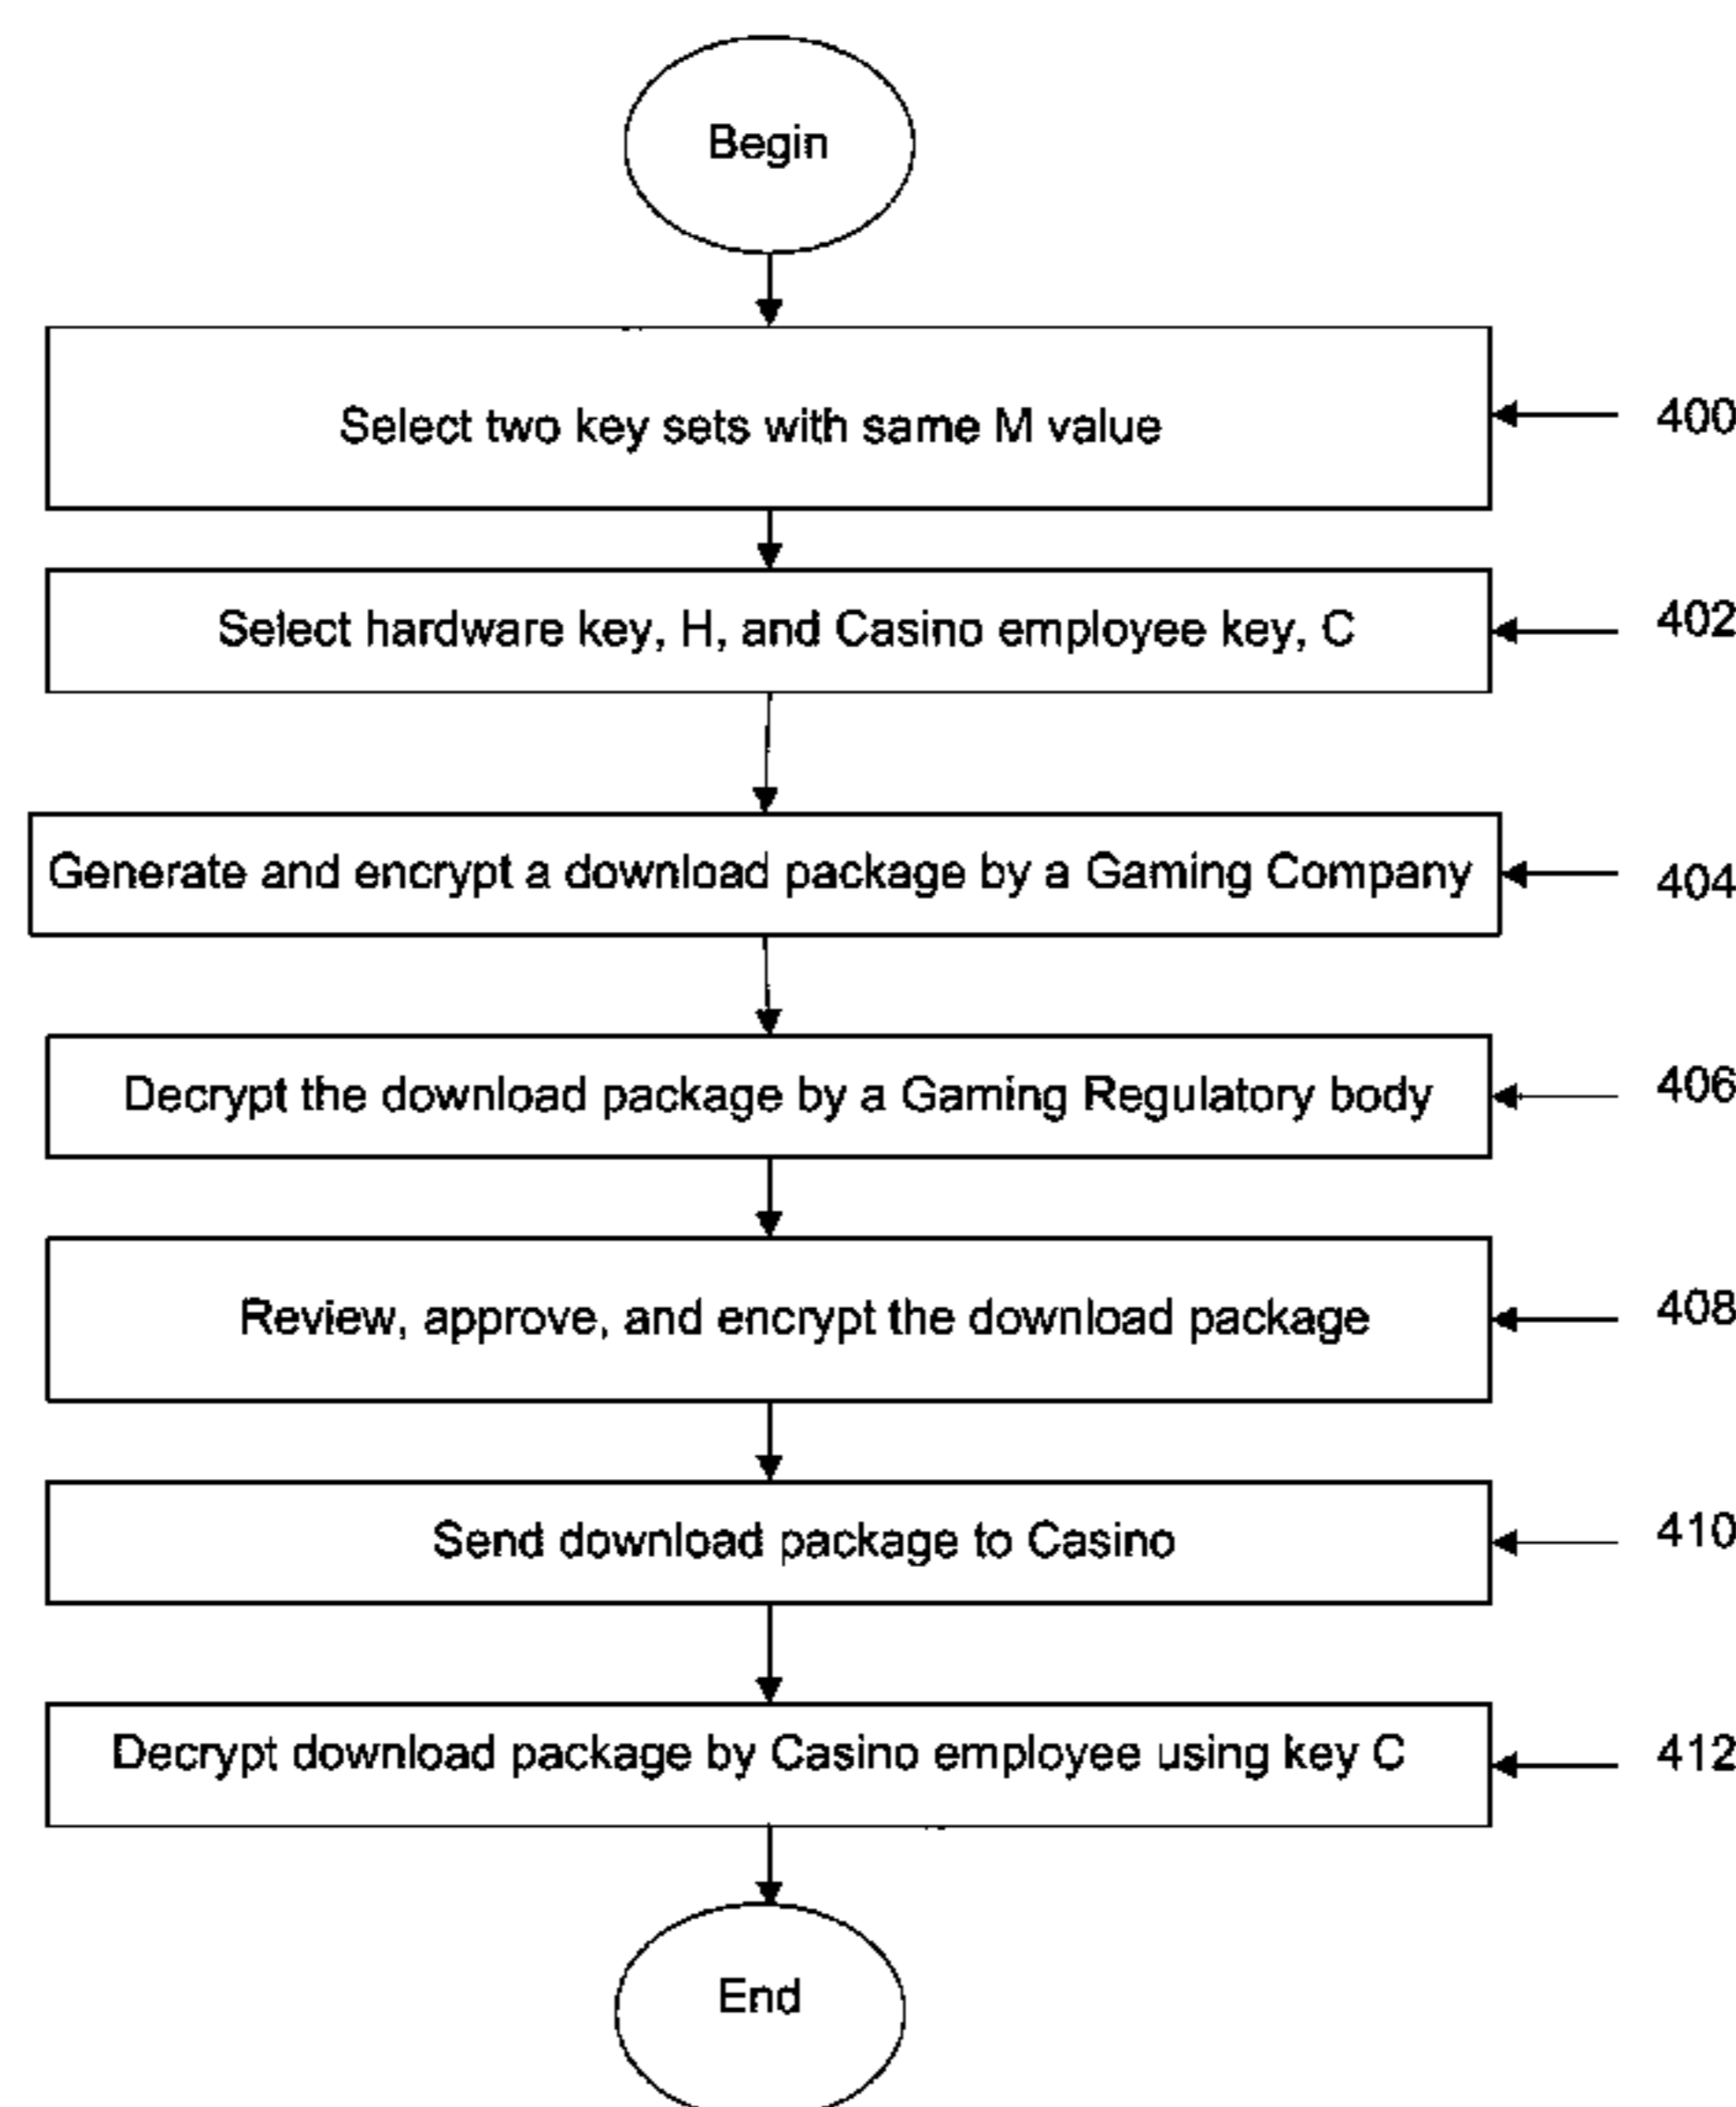 Begin
Select two key sets with same M value
400
Select hardware key, H, and Casino employee key, C
402
Generate and encrypt a download package by a Gaming Company
404
Decrypt the download package by a Gaming Regulatory body
406
Review, approve, and encrypt the download package
408
Send download package to Casino
410
Decrypt download package by Casino employee using key C
412
End